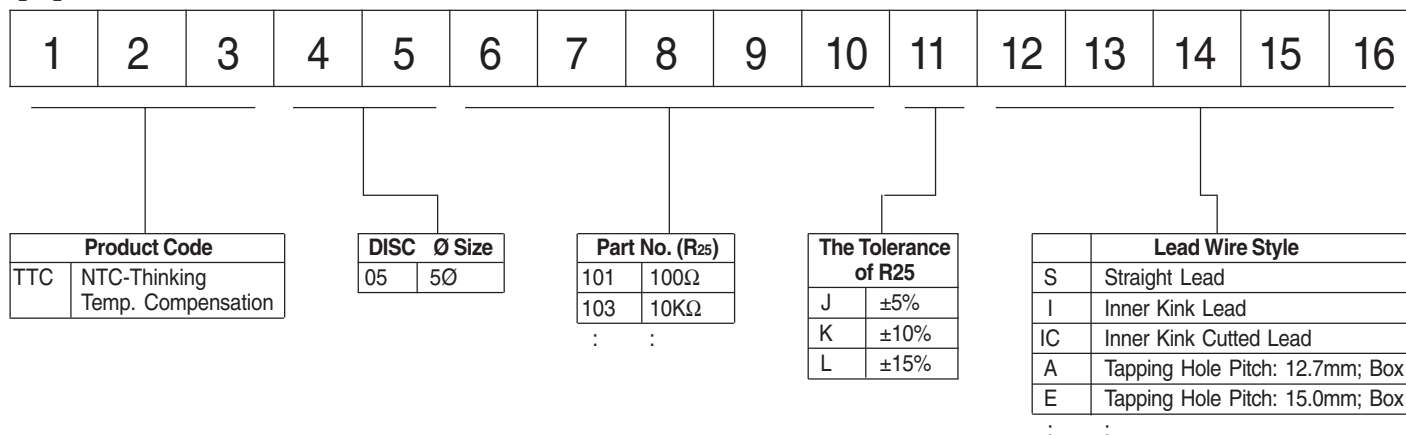 1 2 3 4 5 6 7 8 9 10 11 12 13 14 15 16
Product Code
TTC NTC-Thinking
Temp. Compensation
DISC Ø Size
05 5Ø
Part No. (R25)
101 100Ω
103 10KΩ
: :
The Tolerance
of R25
J ±5%
K ±10%
L ±15%
Lead Wire Style
S Straight Lead
I Inner Kink Lead
IC Inner Kink Cutted Lead
A Tapping Hole Pitch: 12.7mm; Box
E Tapping Hole Pitch: 15.0mm; Box
: :